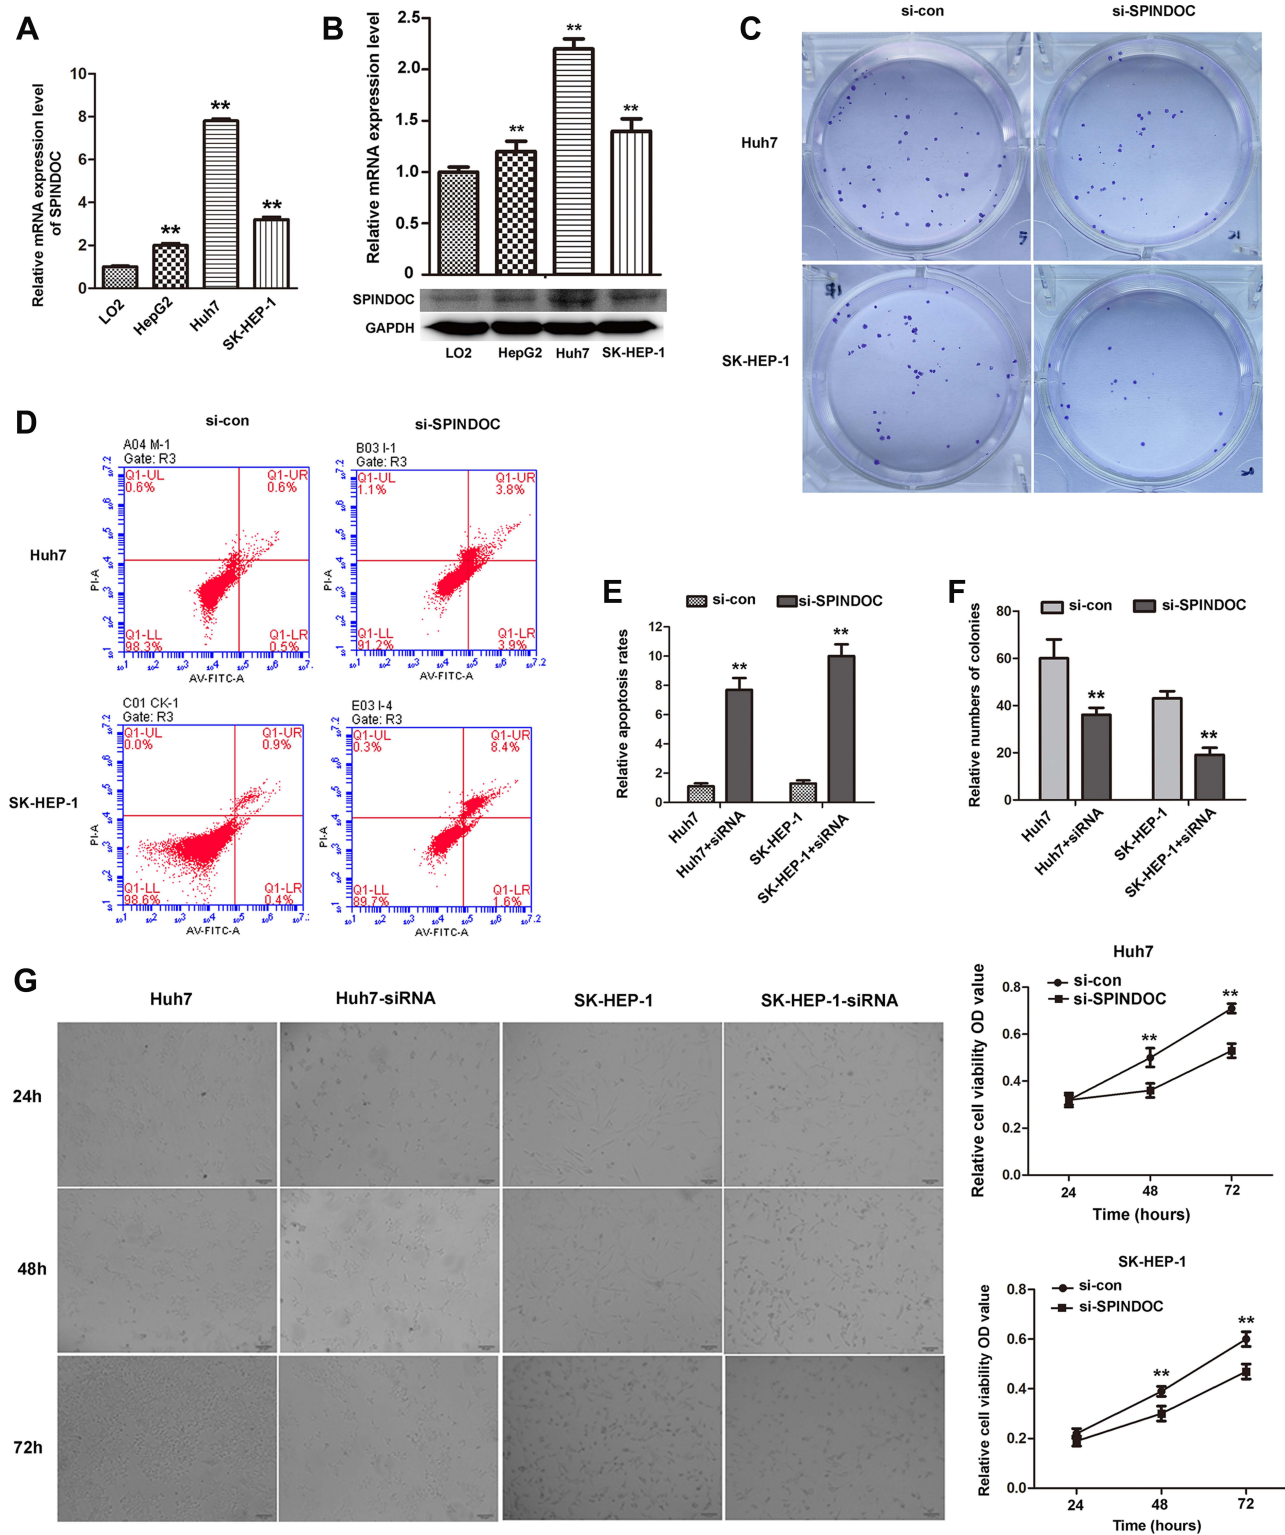 A
Relative mRNA expression level
of SPINDOC
10
8
6
4
2
0
**
**
**
LO2
HepG2
Huh7
SK-HEP-1
B
Relative mRNA expression level
2.5
2.0
1.5
1.0
0.5
0
**
**
**
SPINDOC
GAPDH
LO2 HepG2 Huh7 SK-HEP-1
C
si-con si-SPINDOC
Huh7
SK-HEP-1
D
si-con si-SPINDOC
Huh7
A04 M-1
Gate: R3
Q1-UL Q1-UR
0.6% 0.6%
Q1-LL Q1-LR
98.3% 0.5%
PI-A
AV-FITC-A
B03 I-1
Gate: R3
Q1-UL Q1-UR
1.1% 3.8%
Q1-LL Q1-LR
91.2% 3.9%
PI-A
AV-FITC-A
SK-HEP-1
C01 CK-1
Gate: R3
Q1-UL Q1-UR
0.0% 0.9%
Q1-LL Q1-LR
98.6% 0.4%
PI-A
AV-FITC-A
E03 I-4
Gate: R3
Q1-UL Q1-UR
0.3% 8.4%
Q1-LL Q1-LR
89.7% 1.6%
PI-A
AV-FITC-A
E
si-con si-SPINDOC
Relative apoptosis rates
12
10
8
6
4
2
0
**
**
Huh7
Huh7+siRNA
SK-HEP-1
SK-HEP-1+siRNA
F
si-con si-SPINDOC
Relative numbers of colonies
80
60
40
20
0
**
**
Huh7
Huh7+siRNA
SK-HEP-1
SK-HEP-1+siRNA
G
Huh7 Huh7-siRNA SK-HEP-1 SK-HEP-1-siRNA
24h
48h
72h
Huh7
si-con
si-SPINDOC
Relative cell viability OD value
0.8
0.6
0.4
0.2
0.0
**
**
24 48 72
Time (hours)
SK-HEP-1
si-con
si-SPINDOC
Relative cell viability OD value
0.8
0.6
0.4
0.2
0.0
**
**
24 48 72
Time (hours)